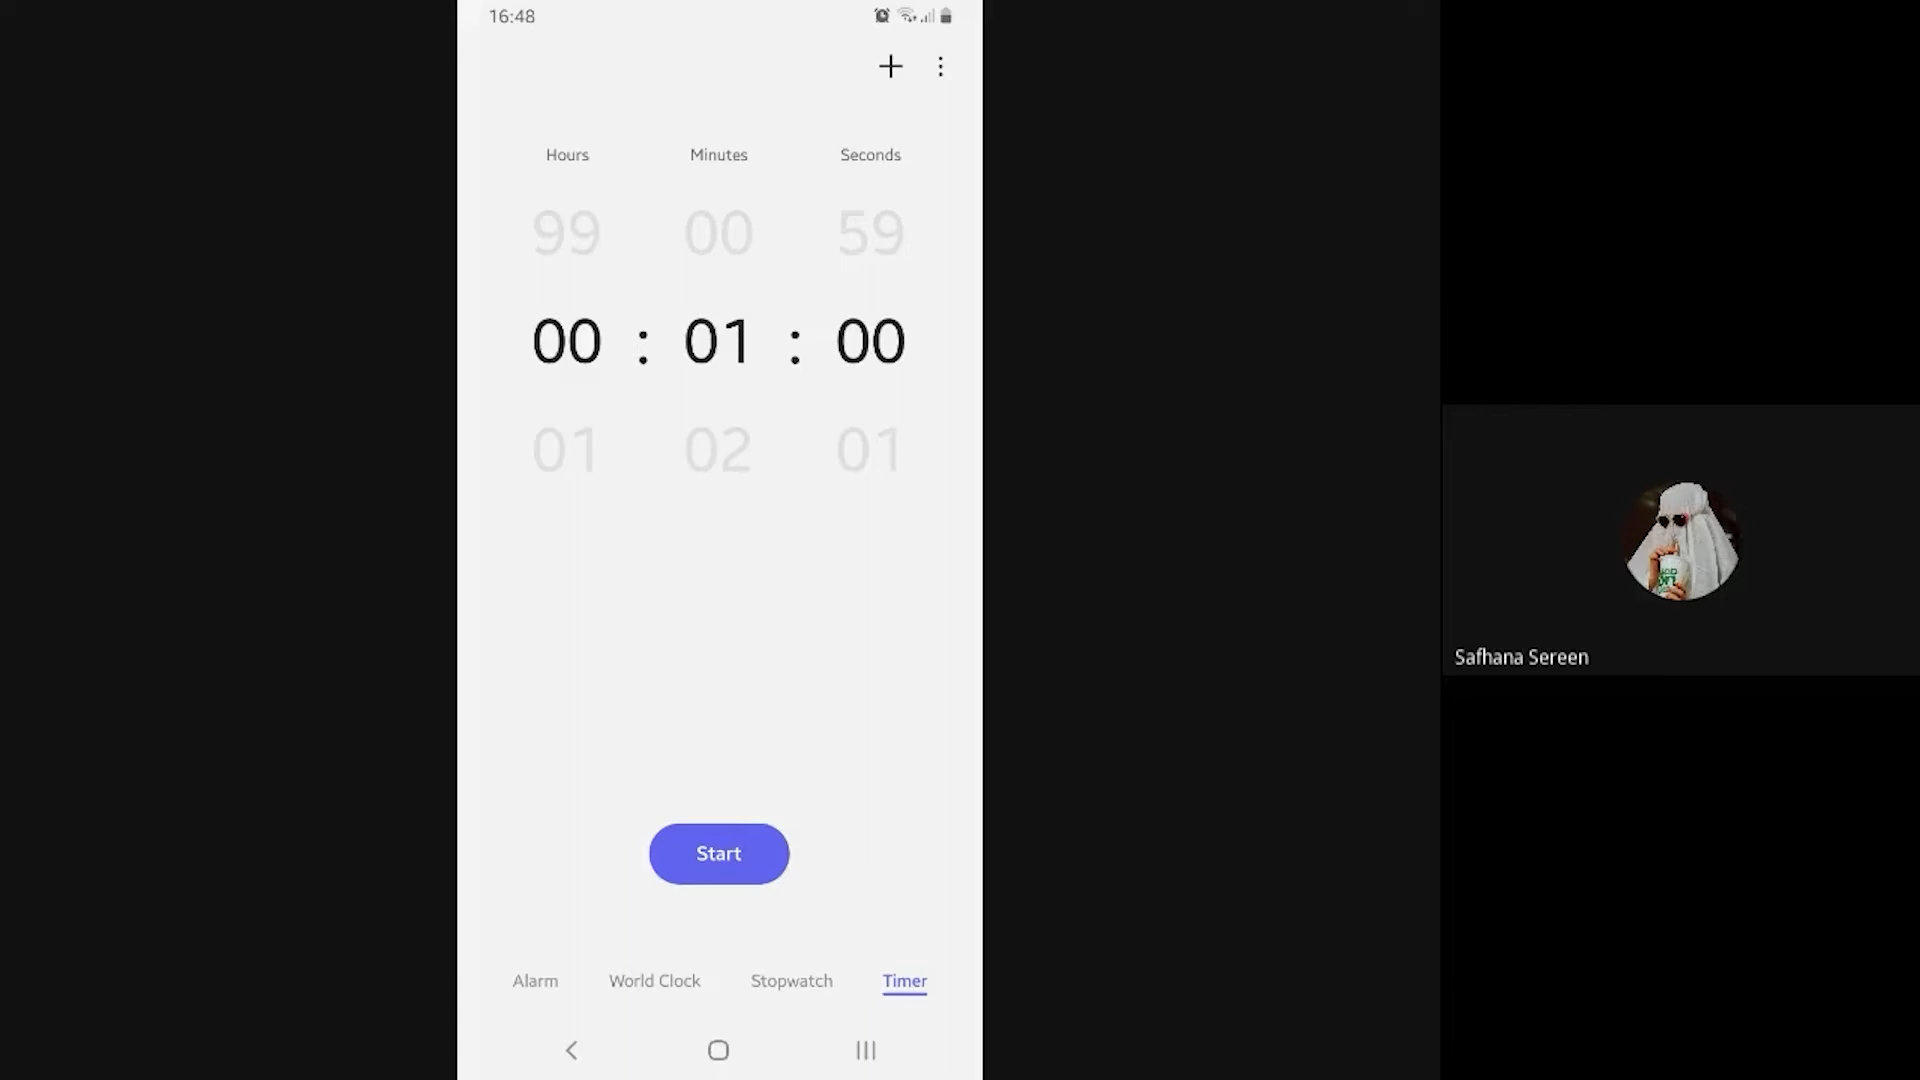 16:48
Hours Minutes Seconds
99 00 59
00 : 01 : 00
01 02 01
Start
Alarm World Clock Stopwatch Timer
Safhana Sereen